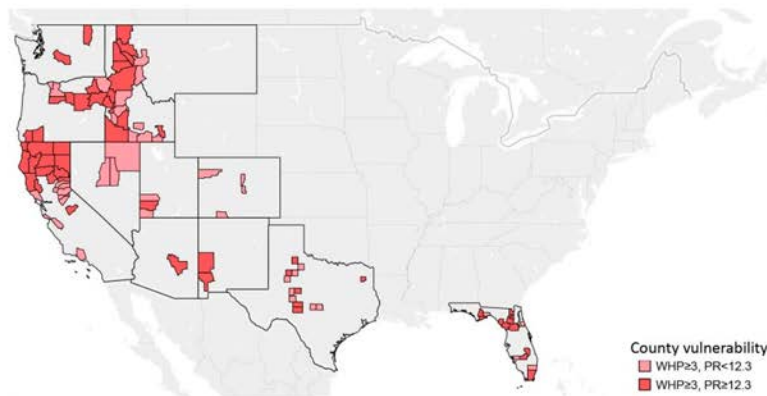 County vulnerability
WHP≥3, PR<12.3
WHP≥3, PR≥12.3